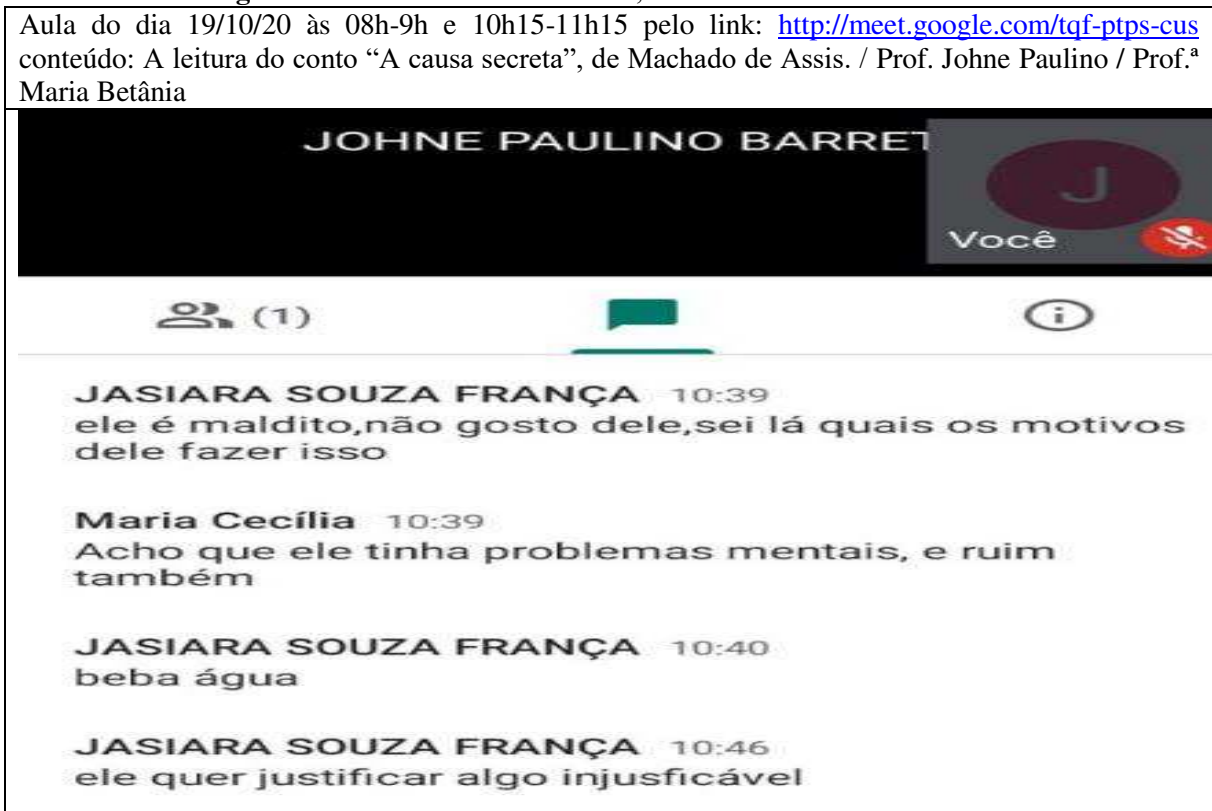 Aula do dia 19/10/20 às 08h-9h e 10h15-11h15 pelo link: http://meet.google.com/tqf-ptps-cus
conteúdo: A leitura do conto “A causa secreta”, de Machado de Assis. / Prof. Johne Paulino / Prof.ª
Maria Betânia
JOHNE PAULINO BARRET
J
Você
(1)
JASIARA SOUZA FRANÇA 10:39
ele é maldito,não gosto dele,sei lá quais os motivos
dele fazer isso
Maria Cecília 10:39
Acho que ele tinha problemas mentais, e ruim
também
JASIARA SOUZA FRANÇA 10:40
beba água
JASIARA SOUZA FRANÇA 10:46
ele quer justificar algo injusficável